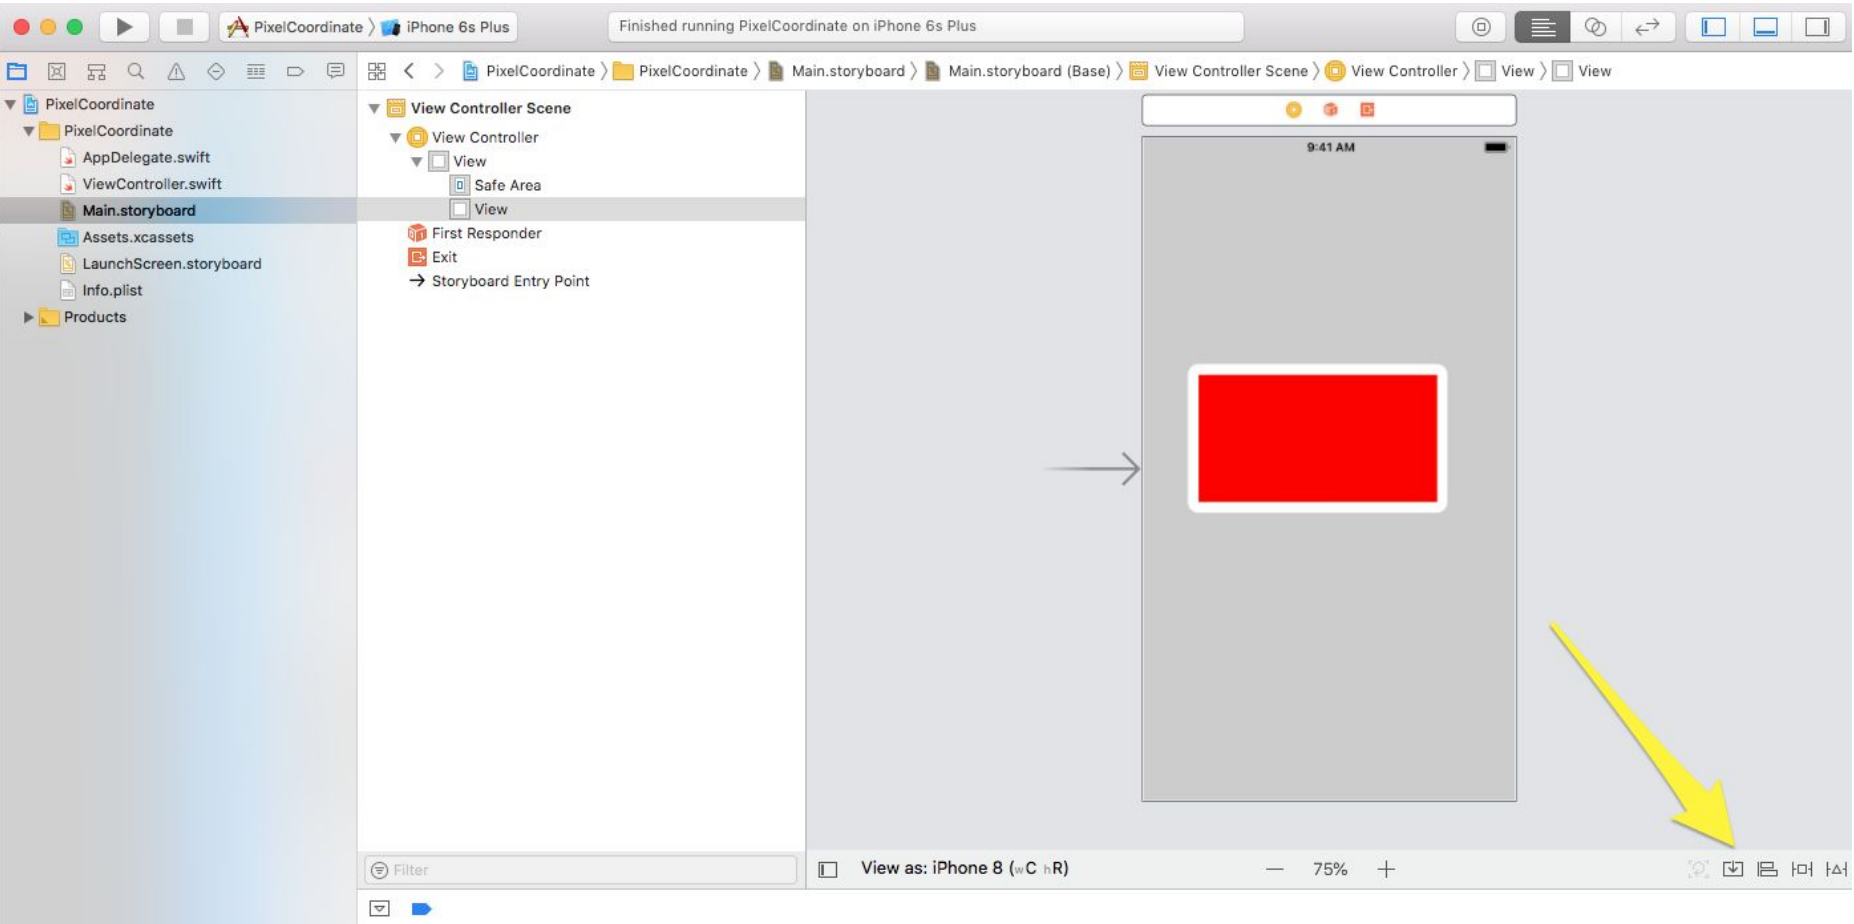 PixelCoordinate 〉 iPhone 6s Plus
Finished running PixelCoordinate on iPhone 6s Plus
PixelCoordinate 〉 PixelCoordinate 〉 Main.storyboard 〉 Main.storyboard (Base) 〉 View Controller Scene 〉 View Controller 〉 View 〉 View
PixelCoordinate
PixelCoordinate
AppDelegate.swift
ViewController.swift
Main.storyboard
Assets.xcassets
LaunchScreen.storyboard
Info.plist
Products
View Controller Scene
View Controller
View
Safe Area
View
First Responder
Exit
Storyboard Entry Point
Filter
9:41 AM
View as: iPhone 8 (wC hR)
75%